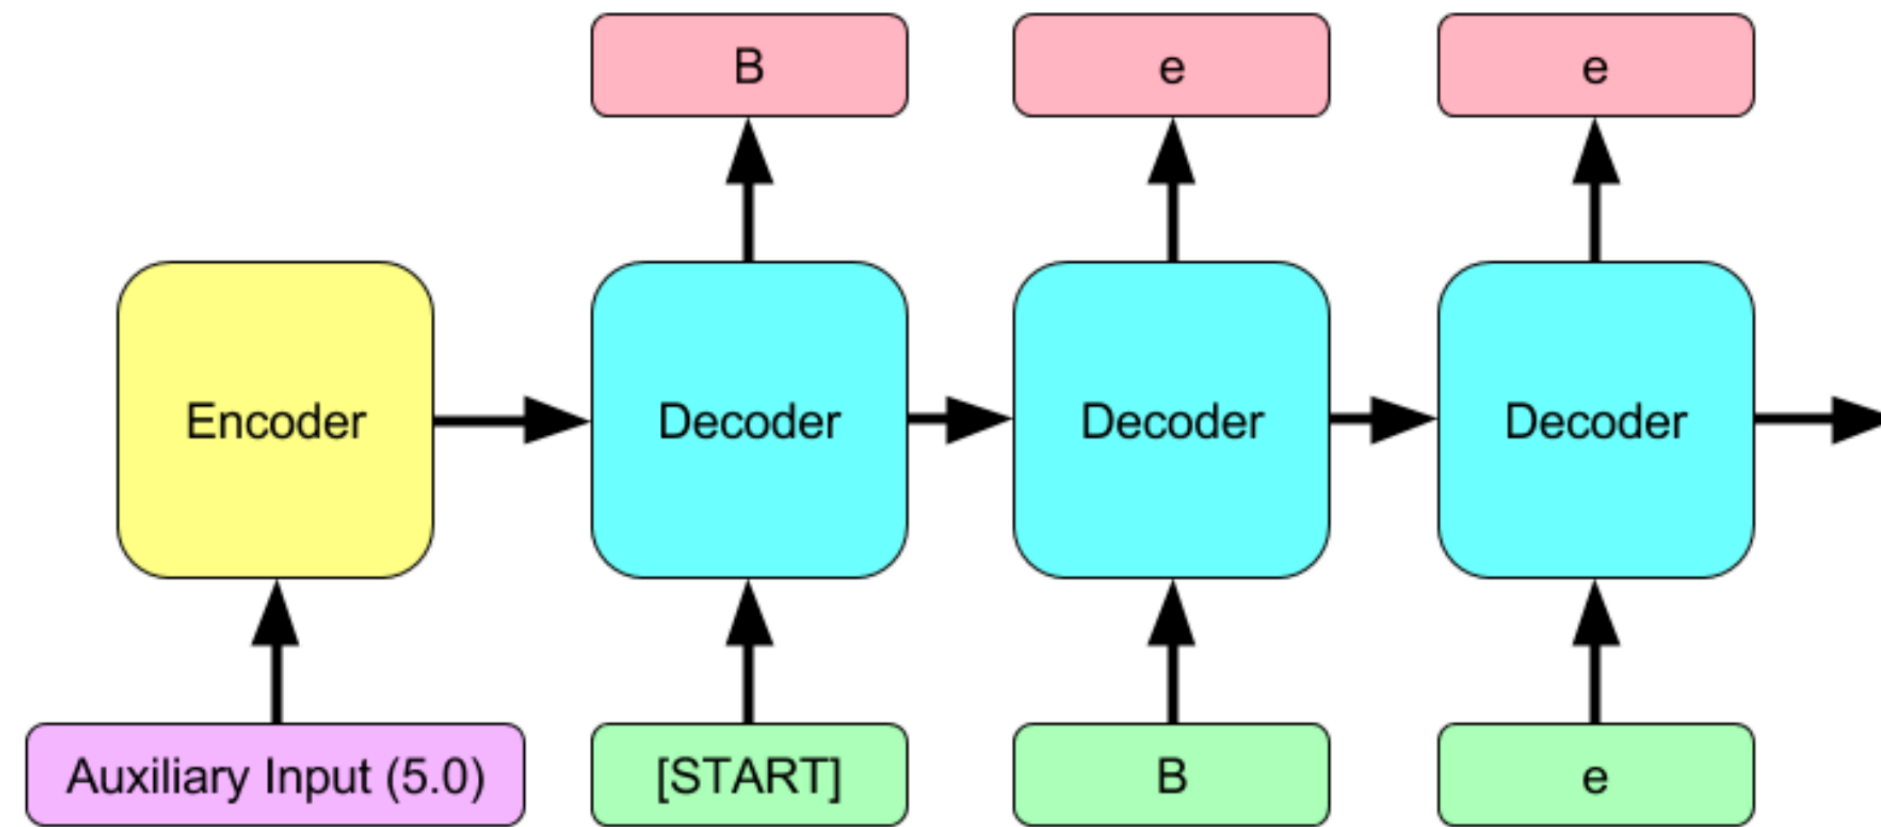 B
e
e
Encoder
Decoder
Decoder
Decoder
Auxiliary Input (5.0)
[START]
B
e